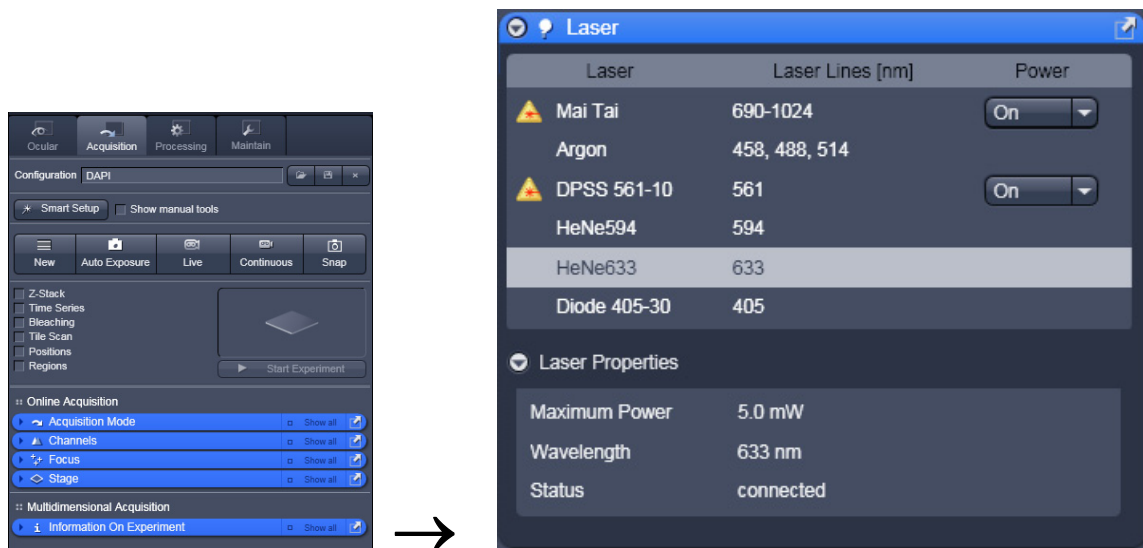 Ocular Acquisition Processing Maintain
Configuration DAPI
Smart Setup Show manual tools
New Auto Exposure Live Continuous Snap
Z-Stack
Time Series
Bleaching
Tile Scan
Positions
Regions
Start Experiment
Online Acquisition
Acquisition Mode Show all
Channels Show all
Focus Show all
Stage Show all
Multidimensional Acquisition
i Information On Experiment Show all
→
Laser
Laser Laser Lines [nm] Power
Mai Tai 690-1024 On
Argon 458, 488, 514
DPSS 561-10 561 On
HeNe594 594
HeNe633 633
Diode 405-30 405
Laser Properties
Maximum Power 5.0 mW
Wavelength 633 nm
Status connected